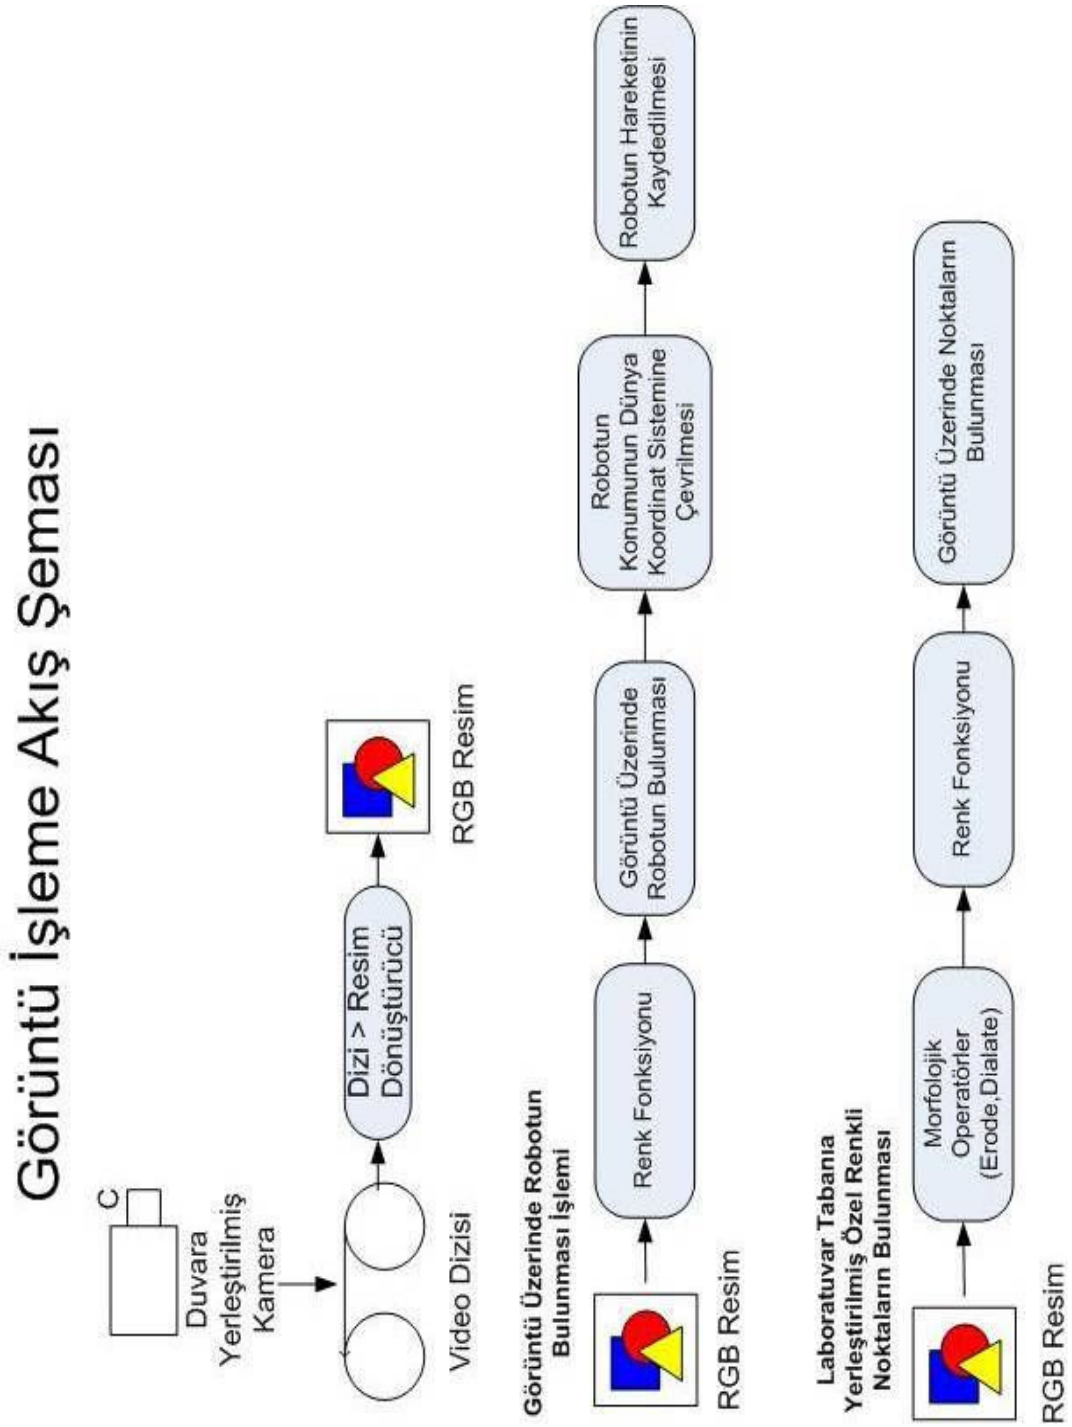 Görüntü İşleme Akış Şeması
C
Duvara
Yerleştirilmiş
Kamera
Video Dizisi
Dizi > Resim
Dönüştürücü
RGB Resim
Görüntü Üzerinde Robotun
Bulunması İşlemi
RGB Resim
Renk Fonksiyonu
Görüntü Üzerinde
Robotun Bulunması
Robotun
Konumunun Dünya
Koordinat Sistemine
Çevrilmesi
Robotun Hareketinin
Kaydedilmesi
Laboratuvar Tabanıa
Yerleştirilmiş Özel Renkli
Noktaların Bulunması
RGB Resim
Morfolojik
Operatörler
(Erode,Dialate)
Renk Fonksiyonu
Görüntü Üzerinde Noktaların
Bulunması